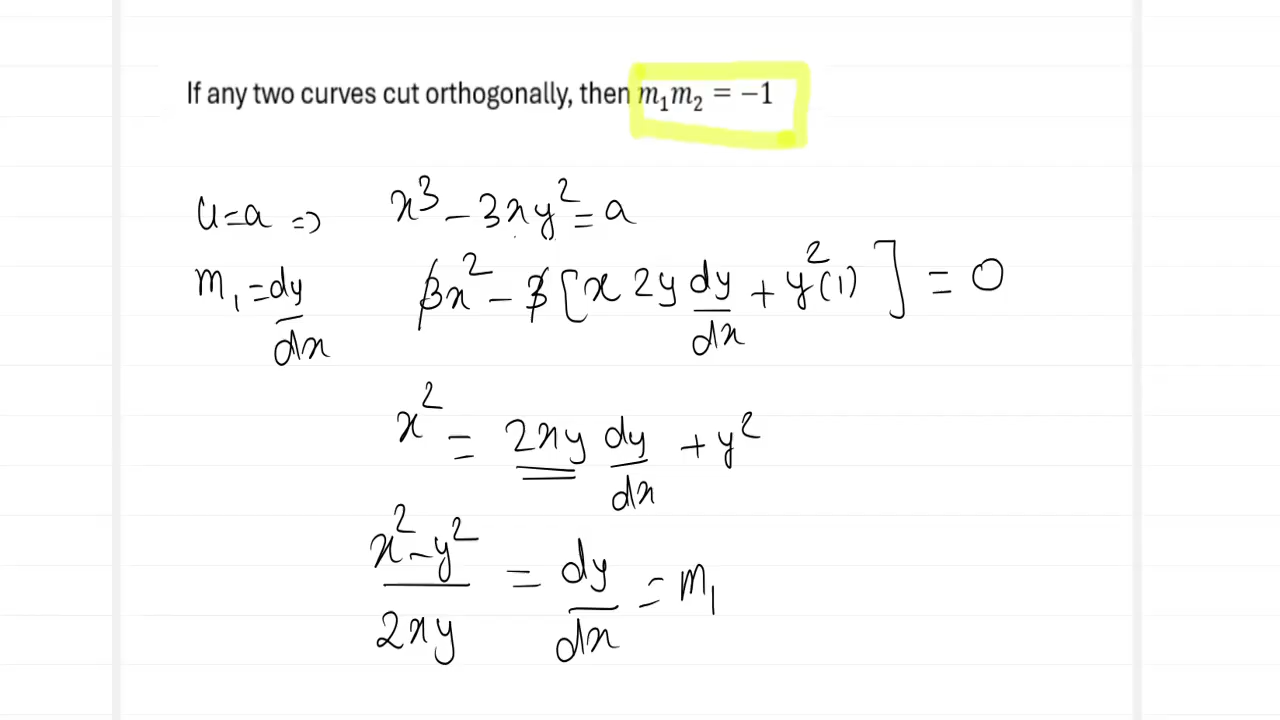 If any two curves cut orthogonally, then m₁m₂ = −1
u=a ⇒ x³ − 3xy² = a
m₁ = dy/dx 3x² − 3[x 2y dy/dx + y²(1)] = 0
x² = 2xy dy/dx + y²
(x² − y²)/(2xy) = dy/dx = m₁